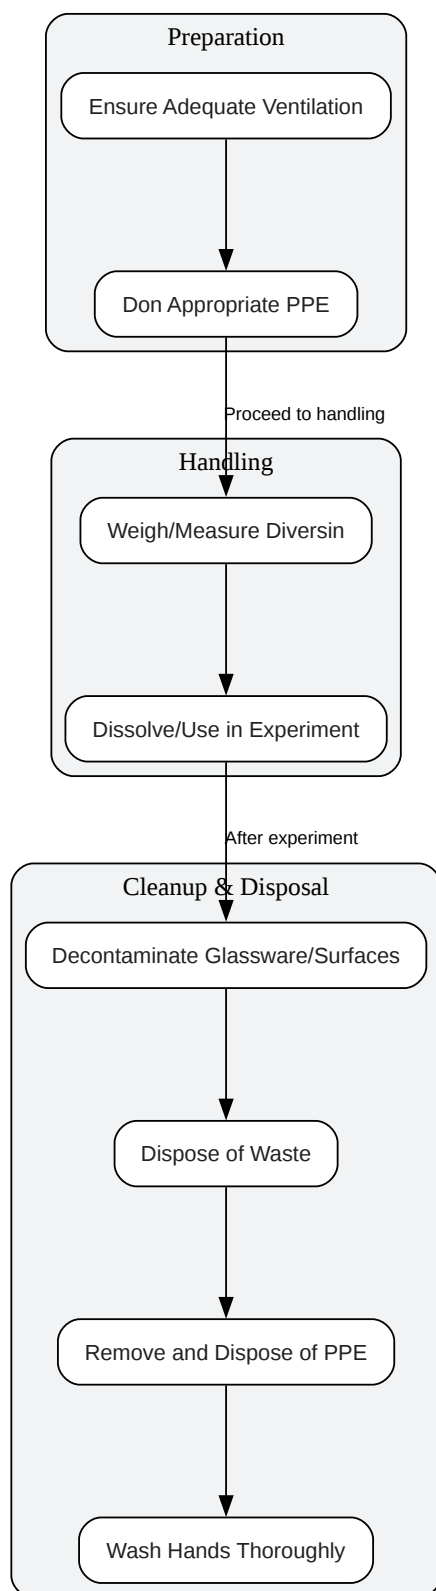 Preparation
Ensure Adequate Ventilation
Don Appropriate PPE
Proceed to handling
Handling
Weigh/Measure Diversin
Dissolve/Use in Experiment
After experiment
Cleanup & Disposal
Decontaminate Glassware/Surfaces
Dispose of Waste
Remove and Dispose of PPE
Wash Hands Thoroughly